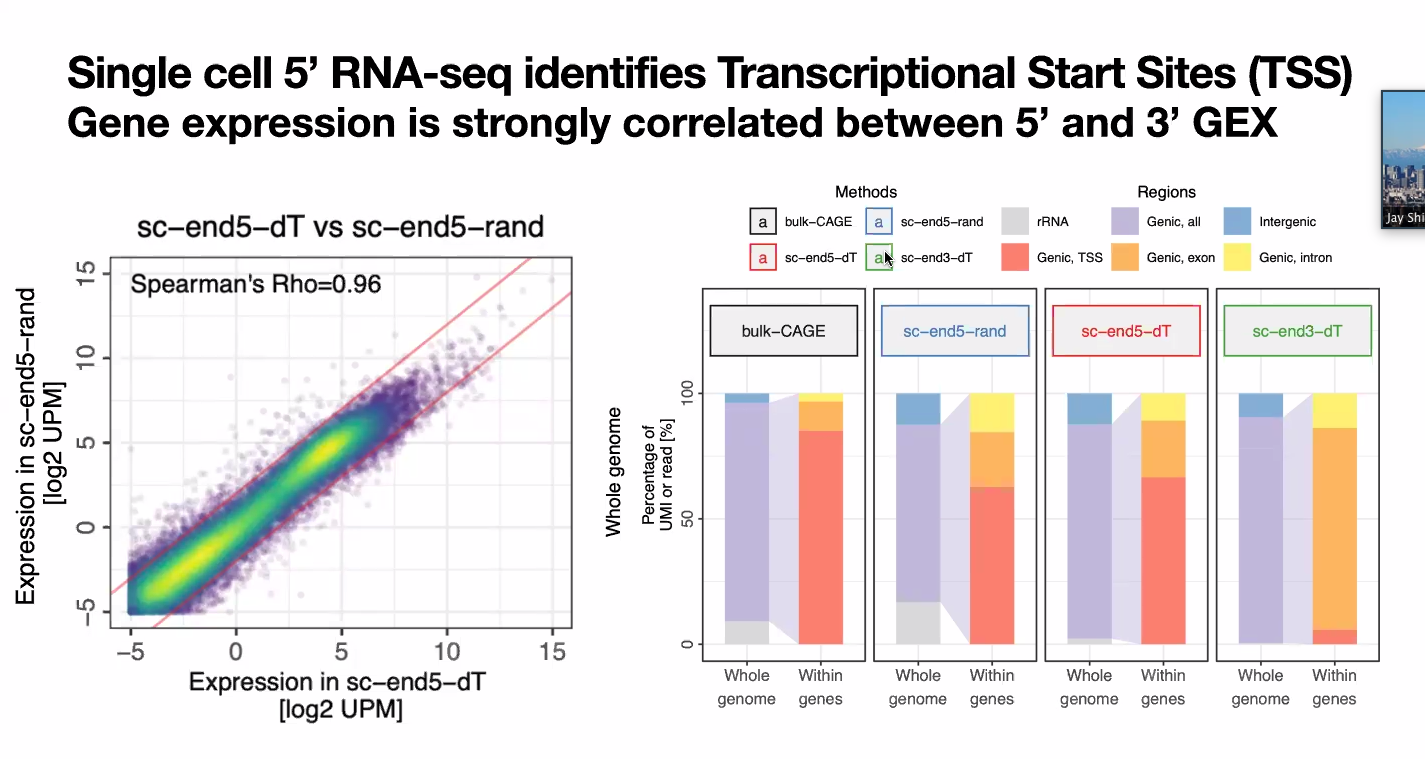 Single cell 5’ RNA-seq identifies Transcriptional Start Sites (TSS)
Gene expression is strongly correlated between 5’ and 3’ GEX
sc−end5−dT vs sc−end5−rand
Spearman's Rho=0.96
Expression in sc−end5−rand
[log2 UPM]
15
10
5
0
−5
−5 0 5 10 15
Expression in sc−end5−dT
[log2 UPM]
Methods
a bulk−CAGE
a sc−end5−rand
a sc−end5−dT
a sc−end3−dT
Regions
rRNA
Genic, all
Intergenic
Genic, TSS
Genic, exon
Genic, intron
bulk−CAGE
sc−end5−rand
sc−end5−dT
sc−end3−dT
Whole genome
Percentage of
UMI or read [%]
100
50
0
Whole
genome
Within
genes
Whole
genome
Within
genes
Whole
genome
Within
genes
Whole
genome
Within
genes
Jay Shi